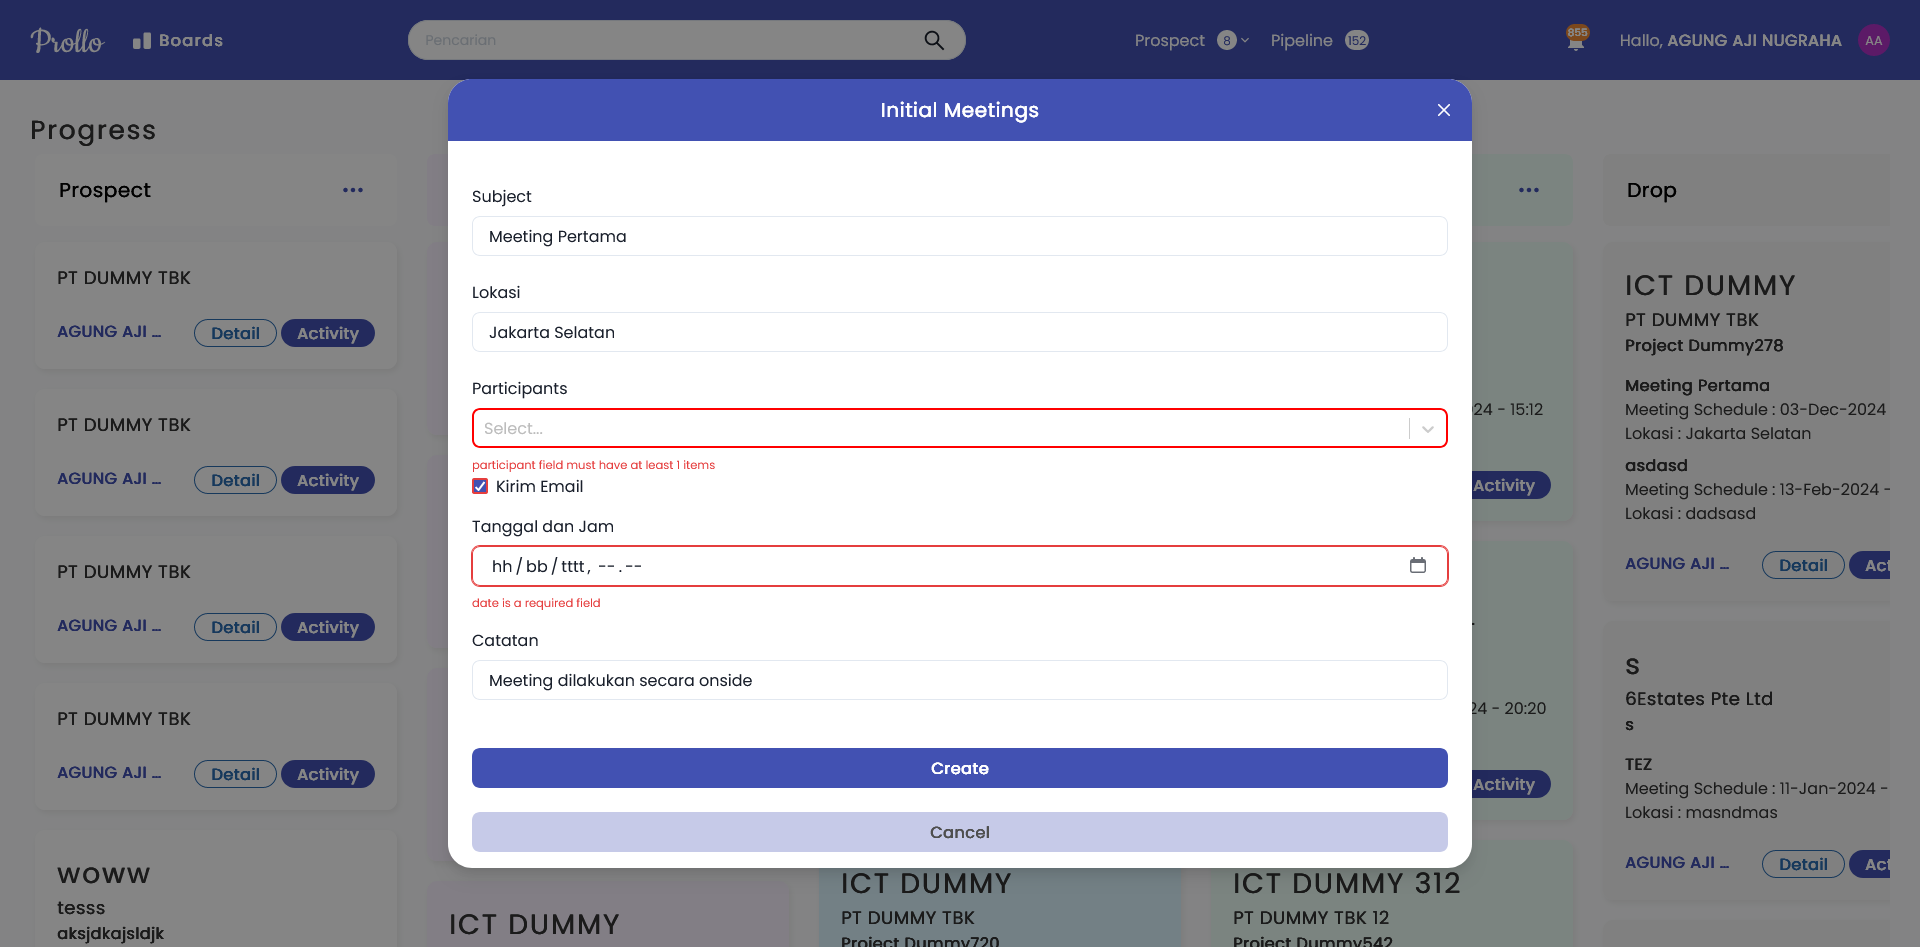 Prollo
Boards
Pencarian
Prospect 8
Pipeline 152
855
Hallo, AGUNG AJI NUGRAHA
AA
Progress
Prospect
PT DUMMY TBK
AGUNG AJI ...
Detail
Activity
PT DUMMY TBK
AGUNG AJI ...
Detail
Activity
PT DUMMY TBK
AGUNG AJI ...
Detail
Activity
PT DUMMY TBK
AGUNG AJI ...
Detail
Activity
WOWW
tesss
aksjdkajsldjk
Initial Meetings
Subject
Meeting Pertama
Lokasi
Jakarta Selatan
Participants
Select...
participant field must have at least 1 items
Kirim Email
Tanggal dan Jam
hh/bb/tttt, --.--
date is a required field
Catatan
Meeting dilakukan secara onside
Create
Cancel
ICT DUMMY
ICT DUMMY
PT DUMMY TBK
Project Dummy720
24 - 15:12
Activity
24 - 20:20
Activity
ICT DUMMY 312
PT DUMMY TBK 12
Project Dummy542
Drop
ICT DUMMY
PT DUMMY TBK
Project Dummy278
Meeting Pertama
Meeting Schedule : 03-Dec-2024
Lokasi : Jakarta Selatan
asdasd
Meeting Schedule : 13-Feb-2024 -
Lokasi : dadsasd
AGUNG AJI ...
Detail
Acti
S
6Estates Pte Ltd
s
TEZ
Meeting Schedule : 11-Jan-2024 -
Lokasi : masndmas
AGUNG AJI ...
Detail
Acti